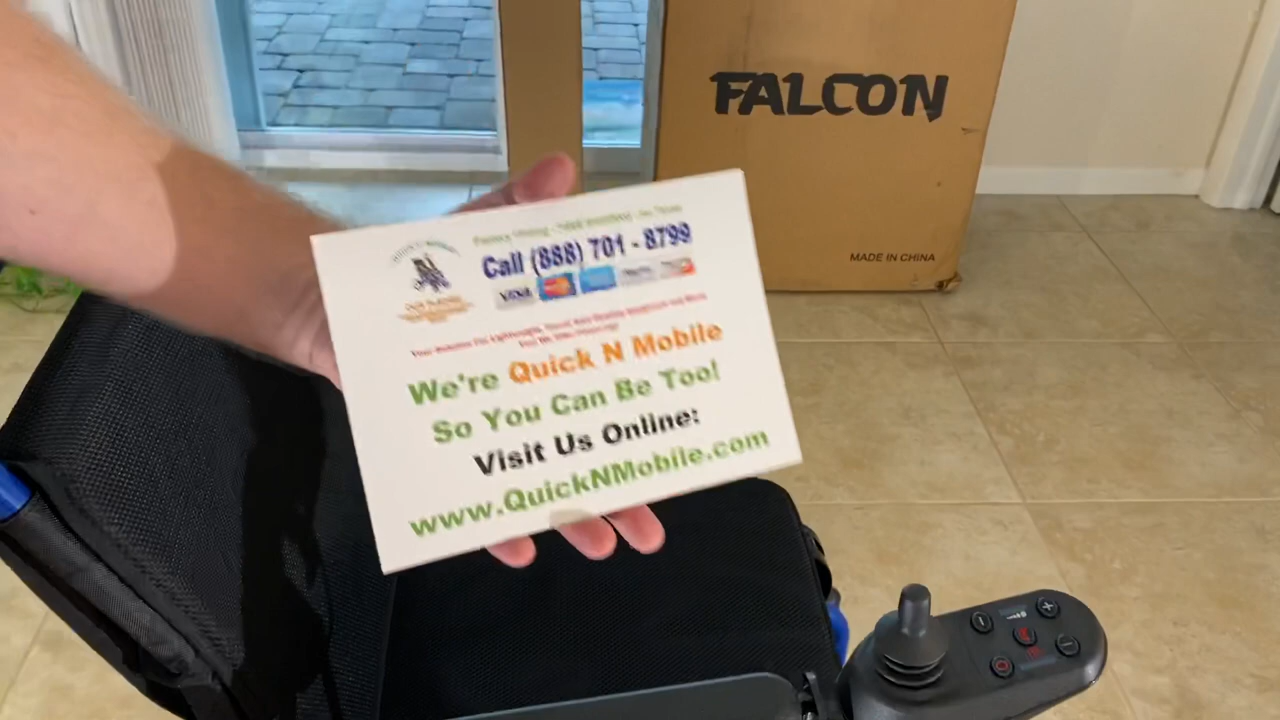 FALCON
MADE IN CHINA
Call (888) 701 - 8799
VISA
We're Quick N Mobile
So You Can Be Too!
Visit Us Online:
www.QuickNMobile.com